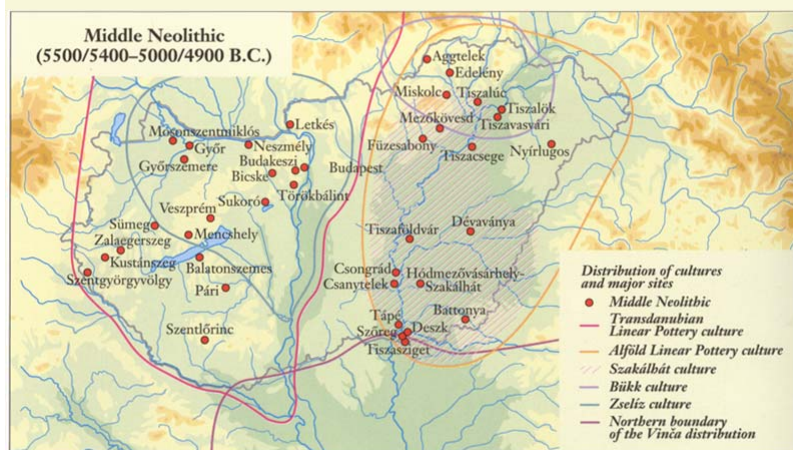 Middle Neolithic
(5500/5400–5000/4900 B.C.)
Aggtelek
Edelény
Miskolc
Tiszalúc
Tiszalök
Mezőkövesd
Tiszavasvári
Füzesabony
Tiszacsege
Nyírlugos
Letkés
Mosonszentmiklós
Győr
Neszmély
Győrszemere
Budakeszi
Budapest
Bicske
Törökbálint
Sukoró
Veszprém
Sümeg
Mencshely
Zalaegerszeg
Kustánszeg
Balatonszemes
Szentgyörgyvölgy
Pári
Szentlőrinc
Tiszaföldvár
Dévaványa
Csongrád
Hódmezővásárhely-
Szakálhát
Csanytelek
Battonya
Tápé
Szőreg
Deszk
Tiszasziget
Distribution of cultures
and major sites
Middle Neolithic
Transdanubian
Linear Pottery culture
Alföld Linear Pottery culture
Szakálhát culture
Bükk culture
Zselíz culture
Northern boundary
of the Vinča distribution